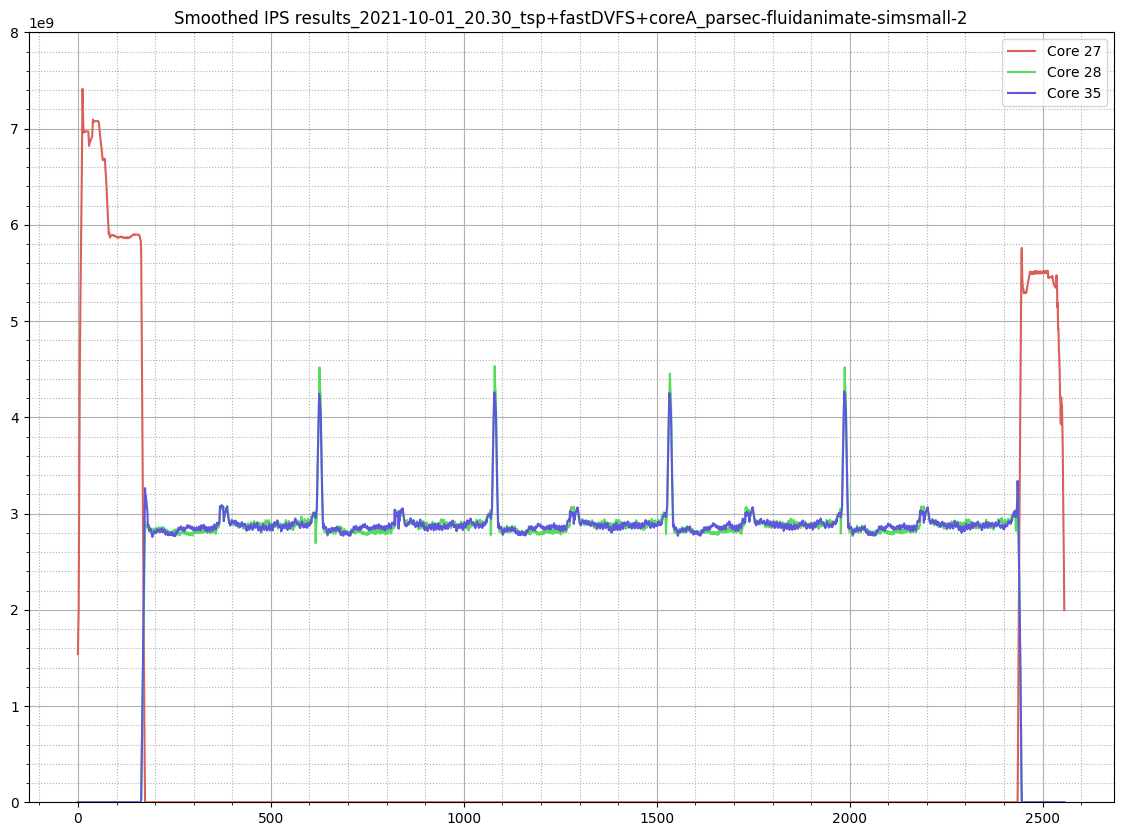 Smoothed IPS results_2021-10-01_20.30_tsp+fastDVFS+coreA_parsec-fluidanimate-simsmall-2
1e9
Core 27
Core 28
Core 35
8
7
6
5
4
3
2
1
0
0 500 1000 1500 2000 2500